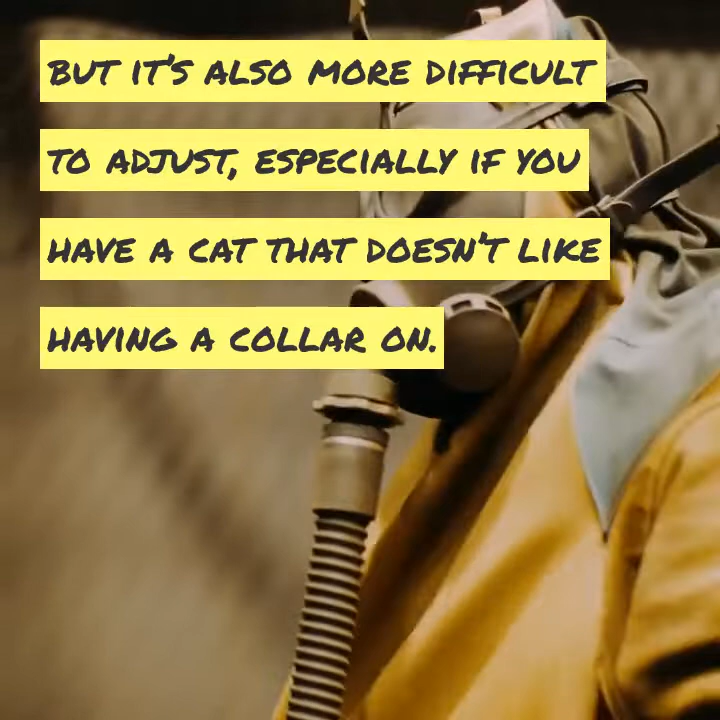 BUT IT'S ALSO MORE DIFFICULT
TO ADJUST, ESPECIALLY IF YOU
HAVE A CAT THAT DOESN'T LIKE
HAVING A COLLAR ON.